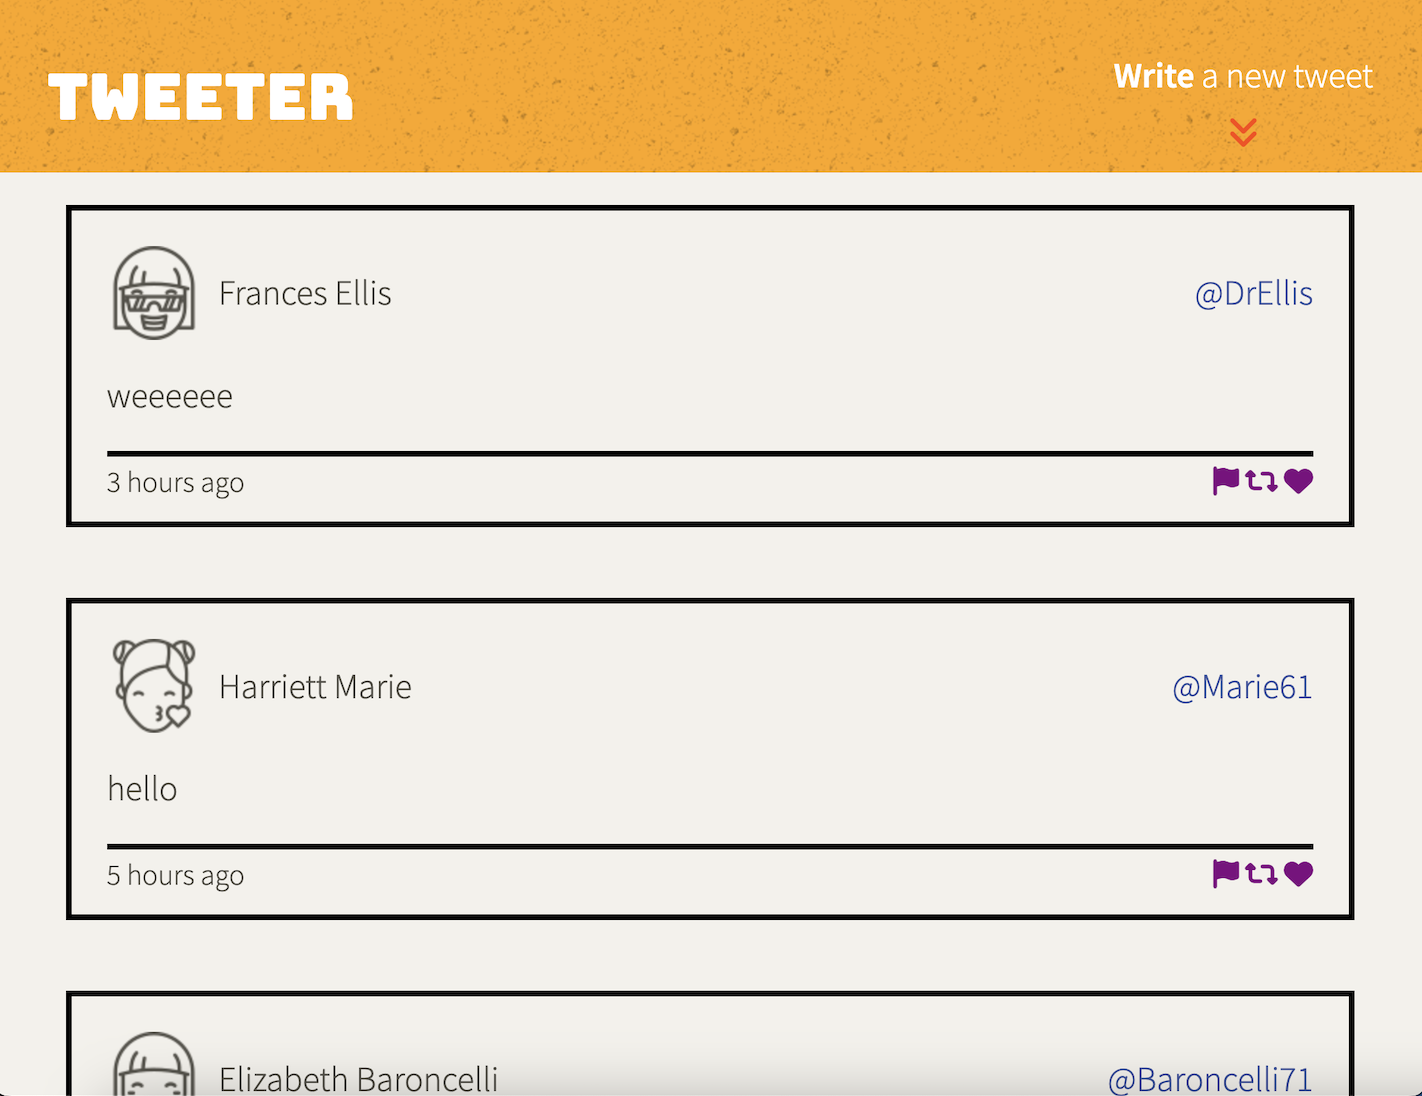 TWEETER
Write a new tweet
Frances Ellis
@DrEllis
weeeeee
3 hours ago
Harriett Marie
@Marie61
hello
5 hours ago
Elizabeth Baroncelli
@Baroncelli71